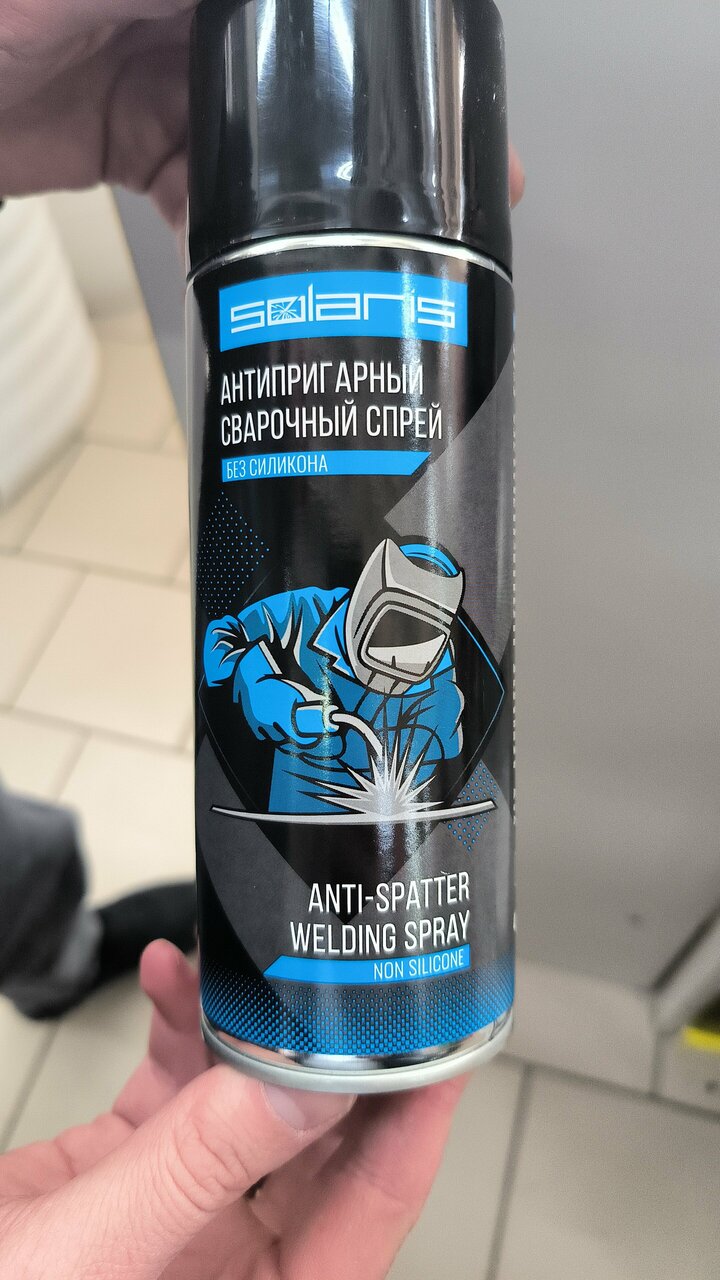 solaris
АНТИПРИГАРНЫЙ
СВАРОЧНЫЙ СПРЕЙ
БЕЗ СИЛИКОНА
ANTI-SPATTER
WELDING SPRAY
NON SILICONE